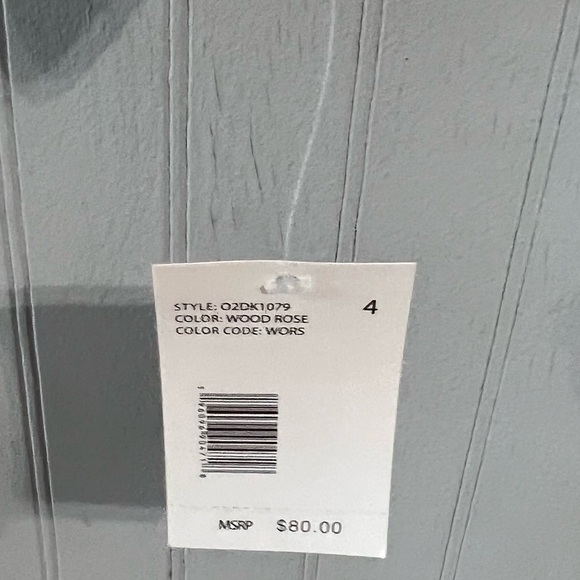 STYLE: O2DK1079
4
COLOR: WOOD ROSE
COLOR CODE: WORS
MSRP $80.00